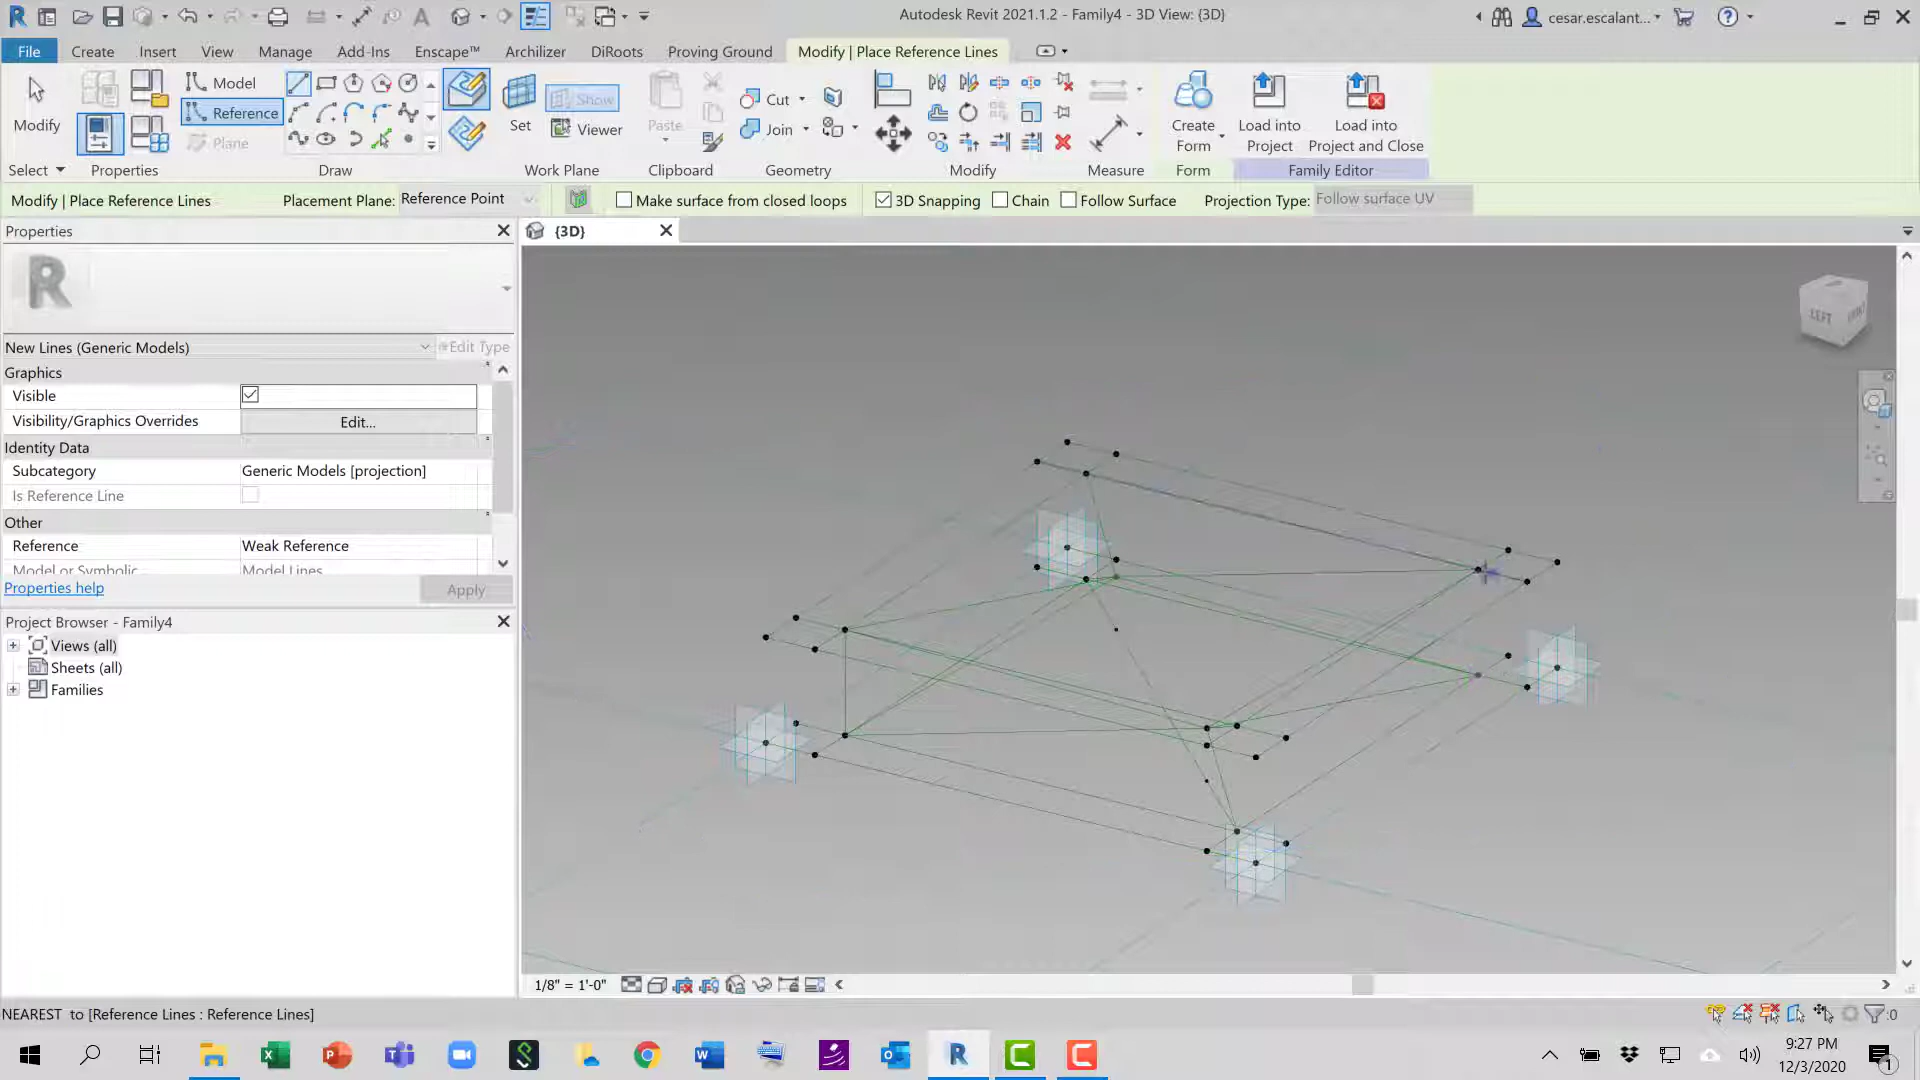 Autodesk Revit 2021.1.2 - Family4 - 3D View: {3D}
cesar.escalant...
File Create Insert View Manage Add-Ins Enscape™ Archilizer DiRoots Proving Ground Modify | Place Reference Lines
Modify
Model
Reference
Plane
Set
Show
Viewer
Paste
Cut
Join
Create Form
Load into Project
Load into Project and Close
Select Properties Draw Work Plane Clipboard Geometry Modify Measure Form Family Editor
Modify | Place Reference Lines Placement Plane: Reference Point Make surface from closed loops 3D Snapping Chain Follow Surface Projection Type: Follow surface UV
Properties
{3D}
R
New Lines (Generic Models) Edit Type
Graphics
Visible
Visibility/Graphics Overrides Edit...
Identity Data
Subcategory Generic Models [projection]
Is Reference Line
Other
Reference Weak Reference
Model or Symbolic Model Lines
Properties help Apply
Project Browser - Family4
Views (all)
Sheets (all)
Families
LEFT
1/8" = 1'-0"
NEAREST to [Reference Lines : Reference Lines]
:0
9:27 PM
12/3/2020
1